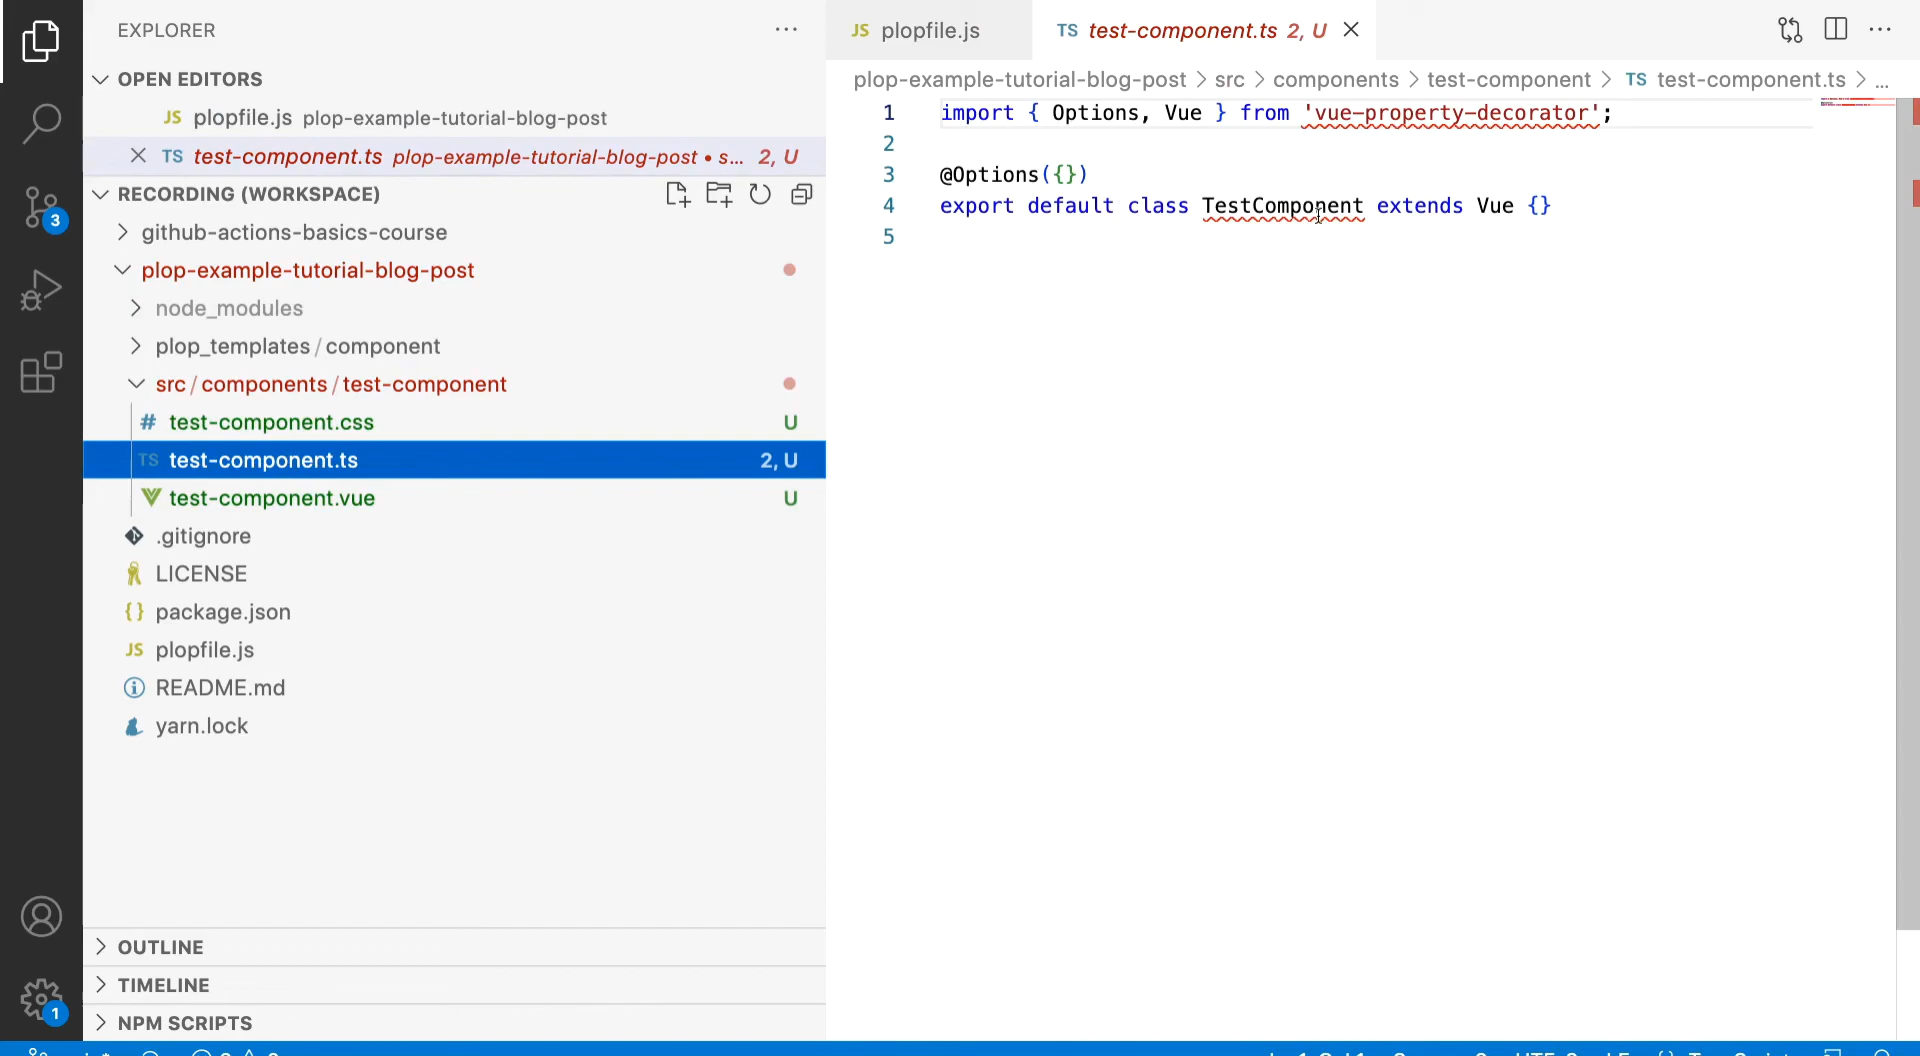 EXPLORER
OPEN EDITORS
JS plopfile.js plop-example-tutorial-blog-post
TS test-component.ts plop-example-tutorial-blog-post • s... 2, U
RECORDING (WORKSPACE)
3
github-actions-basics-course
plop-example-tutorial-blog-post
node_modules
plop_templates / component
src / components / test-component
# test-component.css U
TS test-component.ts 2, U
test-component.vue U
.gitignore
LICENSE
{} package.json
JS plopfile.js
README.md
yarn.lock
OUTLINE
TIMELINE
1
NPM SCRIPTS
JS plopfile.js
TS test-component.ts 2, U
plop-example-tutorial-blog-post > src > components > test-component > TS test-component.ts > ...
1 import { Options, Vue } from 'vue-property-decorator';
2
3 @Options({})
4 export default class TestComponent extends Vue {}
5